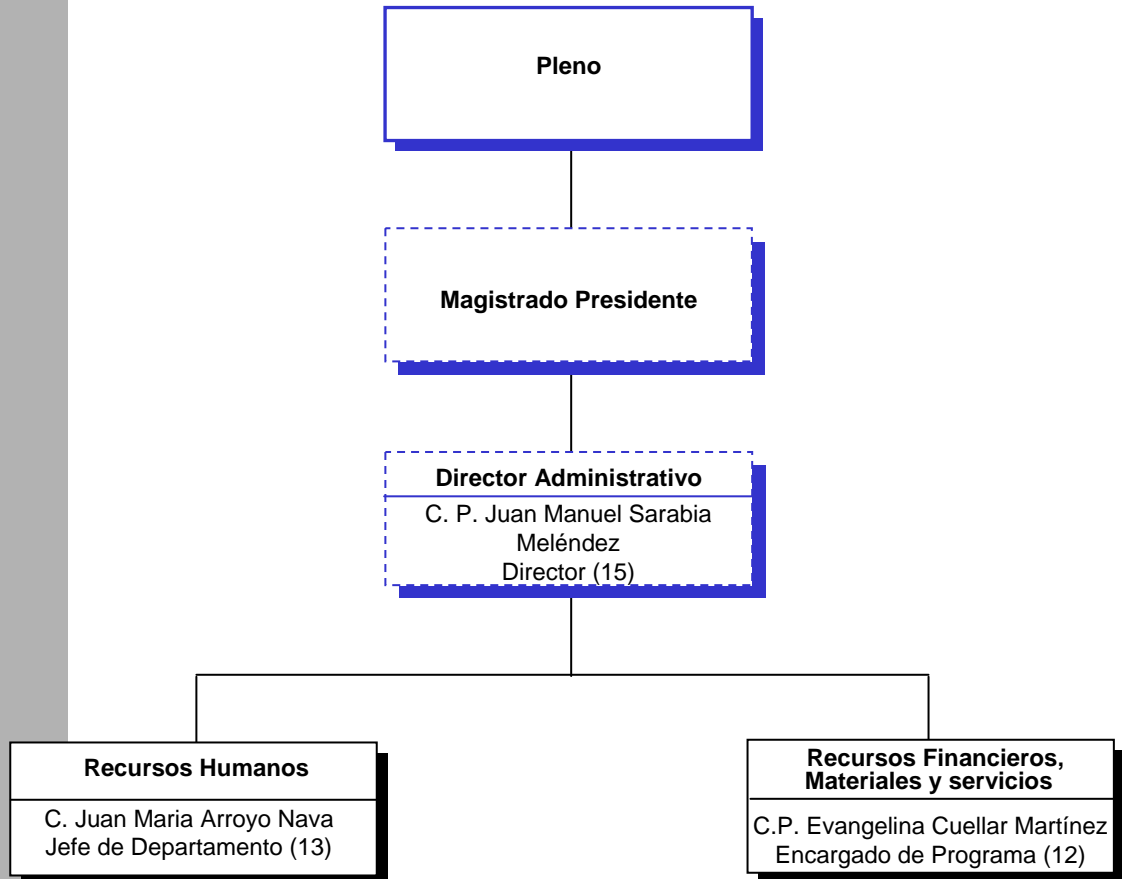 Pleno
Magistrado Presidente
Director Administrativo
C. P. Juan Manuel Sarabia
Meléndez
Director (15)
Recursos Humanos
C. Juan Maria Arroyo Nava
Jefe de Departamento (13)
Recursos Financieros,
Materiales y servicios
C.P. Evangelina Cuellar Martínez
Encargado de Programa (12)